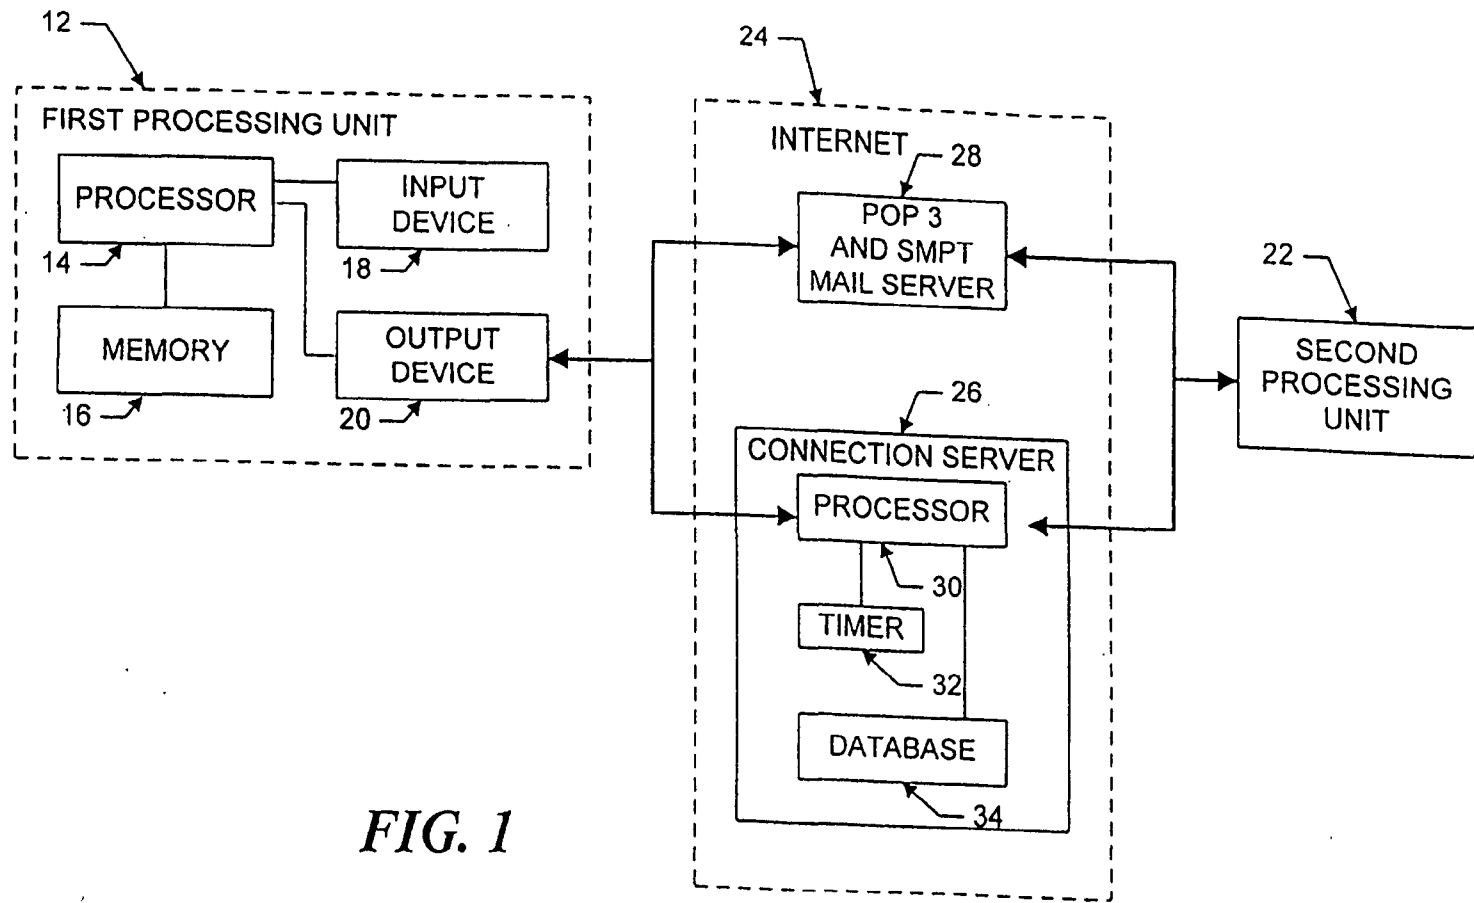 12
24
FIRST PROCESSING UNIT
INTERNET
28
PROCESSOR
INPUT
DEVICE
14
18
POP 3
AND SMPT
MAIL SERVER
22
MEMORY
OUTPUT
DEVICE
16
20
SECOND
PROCESSING
UNIT
26
CONNECTION SERVER
PROCESSOR
30
TIMER
32
DATABASE
34
FIG. 1